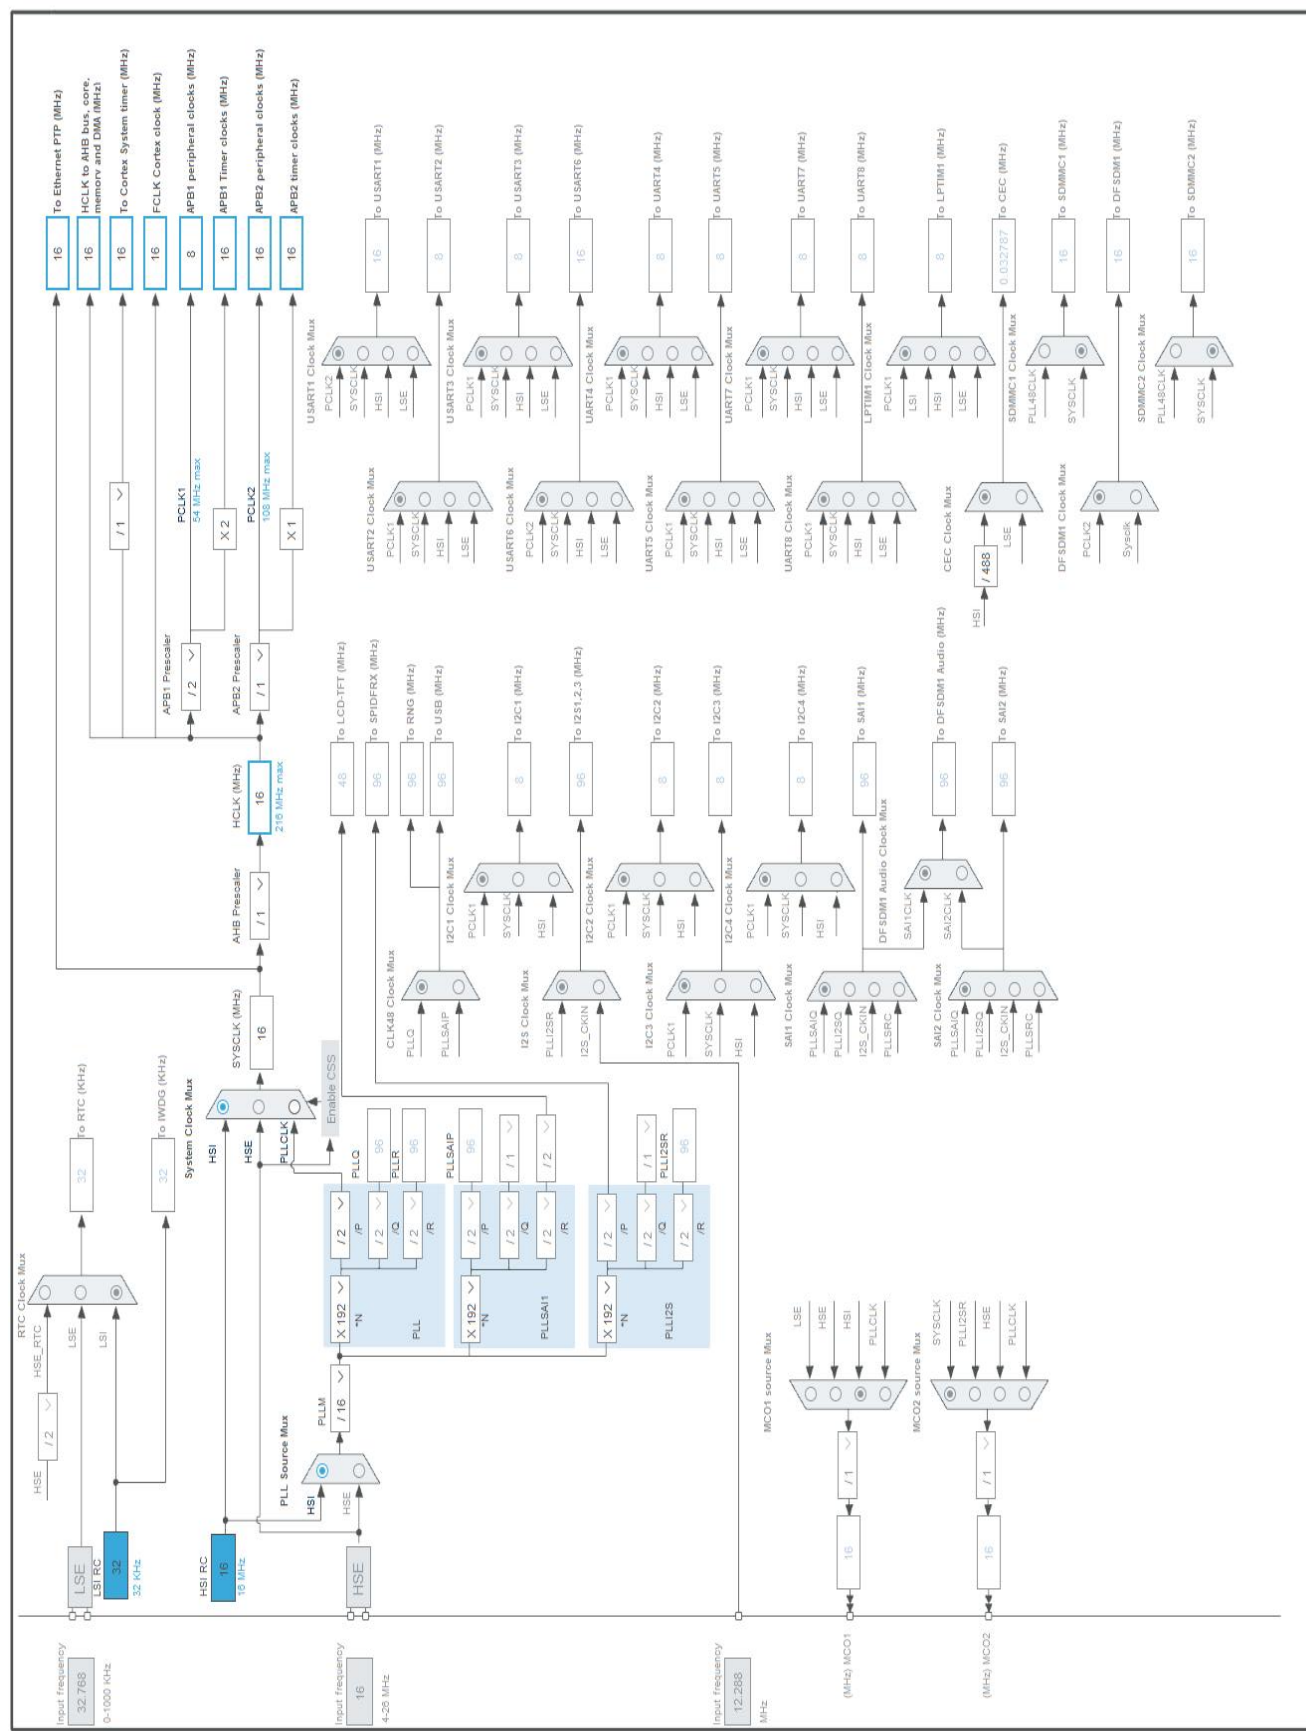 Input frequency
32.768
0-1000 KHz
LSE
LSI RC
32
32 KHz
HSE
/ 2
HSE_RTC
LSE
LSI
RTC Clock Mux
32
To RTC (KHz)
32
To IWDG (KHz)
HSI RC
16
16 MHz
Input frequency
16
4-26 MHz
HSE
PLL Source Mux
HSI
HSE
PLLM
/ 16
X 192
*N
PLL
/ 2
/P
/ 2
/Q
/ 2
/R
PLLQ
96
PLLR
96
X 192
*N
PLLSAI1
/ 2
/P
/ 2
/Q
/ 2
/R
PLLSAIP
96
/ 1
/ 2
X 192
*N
PLLI2S
/ 2
/P
/ 2
/Q
/ 2
/R
/ 1
PLLI2SR
96
System Clock Mux
HSI
HSE
PLLCLK
Enable CSS
SYSCLK (MHz)
16
AHB Prescaler
/ 1
HCLK (MHz)
16
216 MHz max
APB1 Prescaler
/ 2
APB2 Prescaler
/ 1
/ 1
PCLK1
54 MHz max
X 2
PCLK2
108 MHz max
X 1
16
To Ethernet PTP (MHz)
16
HCLK to AHB bus, core,
memory and DMA (MHz)
16
To Cortex System timer (MHz)
16
FCLK Cortex clock (MHz)
8
APB1 peripheral clocks (MHz)
16
APB1 Timer clocks (MHz)
16
APB2 peripheral clocks (MHz)
16
APB2 timer clocks (MHz)
48
To LCD-TFT (MHz)
96
To SPIDFRX (MHz)
96
To RNG (MHz)
96
To USB (MHz)
CLK48 Clock Mux
PLLQ
PLLSAIP
I2C1 Clock Mux
PCLK1
SYSCLK
HSI
8
To I2C1 (MHz)
I2S Clock Mux
PLLI2SR
I2S_CKIN
96
To I2S1,2,3 (MHz)
I2C2 Clock Mux
PCLK1
SYSCLK
HSI
8
To I2C2 (MHz)
I2C3 Clock Mux
PCLK1
SYSCLK
HSI
8
To I2C3 (MHz)
I2C4 Clock Mux
PCLK1
SYSCLK
HSI
8
To I2C4 (MHz)
SAI1 Clock Mux
PLLSAIQ
PLLI2SQ
I2S_CKIN
PLLSRC
96
To SAI1 (MHz)
DFSDM1 Audio Clock Mux
SAI1CLK
SAI2CLK
96
To DFSDM1 Audio (MHz)
SAI2 Clock Mux
PLLSAIQ
PLLI2SQ
I2S_CKIN
PLLSRC
96
To SAI2 (MHz)
USART1 Clock Mux
PCLK2
SYSCLK
HSI
LSE
16
To USART1 (MHz)
USART2 Clock Mux
PCLK1
SYSCLK
HSI
LSE
8
To USART2 (MHz)
USART3 Clock Mux
PCLK1
SYSCLK
HSI
LSE
8
To USART3 (MHz)
USART6 Clock Mux
PCLK2
SYSCLK
HSI
LSE
16
To USART6 (MHz)
UART4 Clock Mux
PCLK1
SYSCLK
HSI
LSE
8
To UART4 (MHz)
UART5 Clock Mux
PCLK1
SYSCLK
HSI
LSE
8
To UART5 (MHz)
UART7 Clock Mux
PCLK1
SYSCLK
HSI
LSE
8
To UART7 (MHz)
UART8 Clock Mux
PCLK1
SYSCLK
HSI
LSE
8
To UART8 (MHz)
LPTIM1 Clock Mux
PCLK1
LSI
HSI
LSE
8
To LPTIM1 (MHz)
CEC Clock Mux
HSI
/ 488
LSE
0.032787
To CEC (MHz)
SDMMC1 Clock Mux
PLL48CLK
SYSCLK
16
To SDMMC1 (MHz)
DFSDM1 Clock Mux
PCLK2
Sysclk
16
To DFSDM1 (MHz)
SDMMC2 Clock Mux
PLL48CLK
SYSCLK
16
To SDMMC2 (MHz)
Input frequency
12.288
MHz
MCO1 source Mux
LSE
HSE
HSI
PLLCLK
/ 1
16
(MHz) MCO1
MCO2 source Mux
SYSCLK
PLLI2SR
HSE
PLLCLK
/ 1
16
(MHz) MCO2